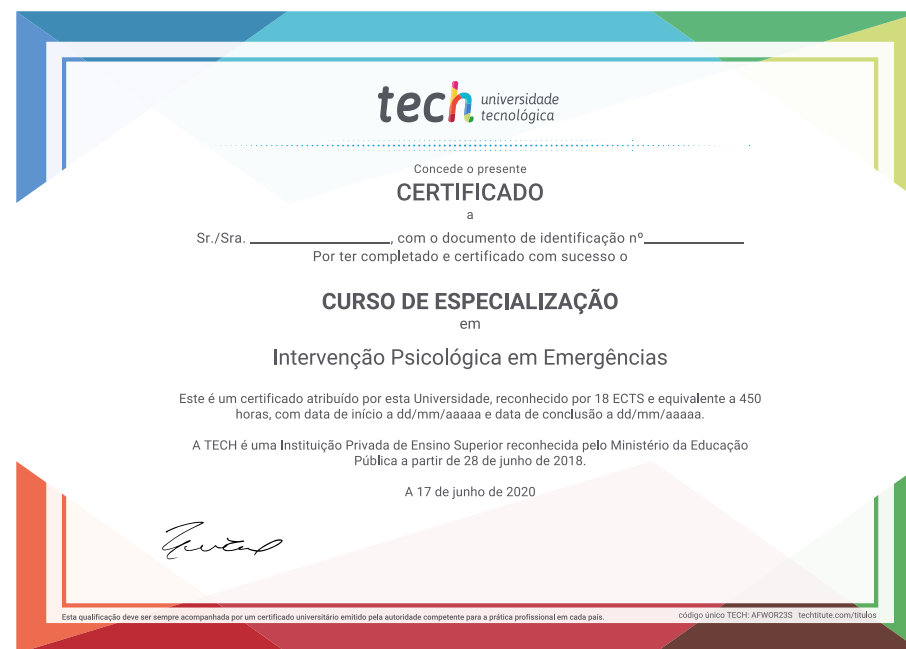 tech universidade
tecnológica
Concede o presente
CERTIFICADO
a
Sr./Sra. ____________________, com o documento de identificação nº______________
Por ter completado e certificado com sucesso o
CURSO DE ESPECIALIZAÇÃO
em
Intervenção Psicológica em Emergências
Este é um certificado atribuído por esta Universidade, reconhecido por 18 ECTS e equivalente a 450
horas, com data de início a dd/mm/aaaaa e data de conclusão a dd/mm/aaaaa.
A TECH é uma Instituição Privada de Ensino Superior reconhecida pelo Ministério da Educação
Pública a partir de 28 de junho de 2018.
A 17 de junho de 2020
Esta qualificação deve ser sempre acompanhada por um certificado universitário emitido pela autoridade competente para a prática profissional em cada país.
código único TECH: AFWOR23S techtitute.com/titulos